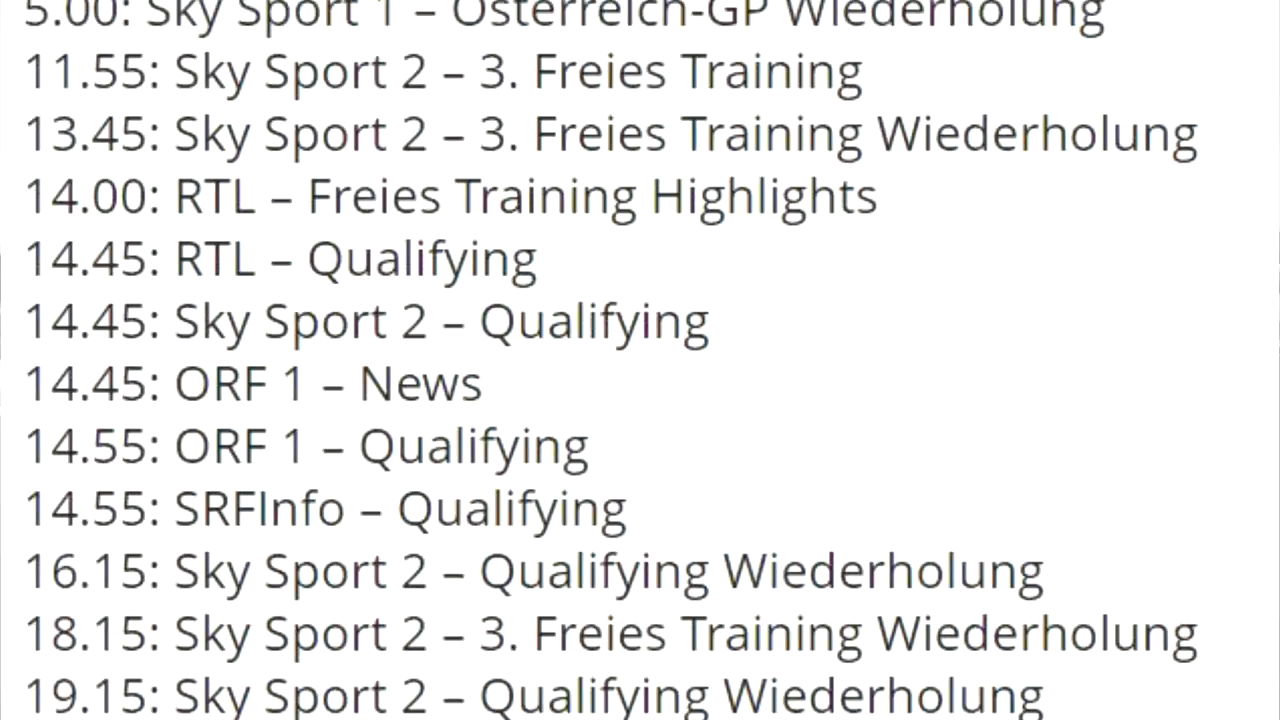 5.00: Sky Sport 1 – Österreich-GP Wiederholung
11.55: Sky Sport 2 – 3. Freies Training
13.45: Sky Sport 2 – 3. Freies Training Wiederholung
14.00: RTL – Freies Training Highlights
14.45: RTL – Qualifying
14.45: Sky Sport 2 – Qualifying
14.45: ORF 1 – News
14.55: ORF 1 – Qualifying
14.55: SRFInfo – Qualifying
16.15: Sky Sport 2 – Qualifying Wiederholung
18.15: Sky Sport 2 – 3. Freies Training Wiederholung
19.15: Sky Sport 2 – Qualifying Wiederholung